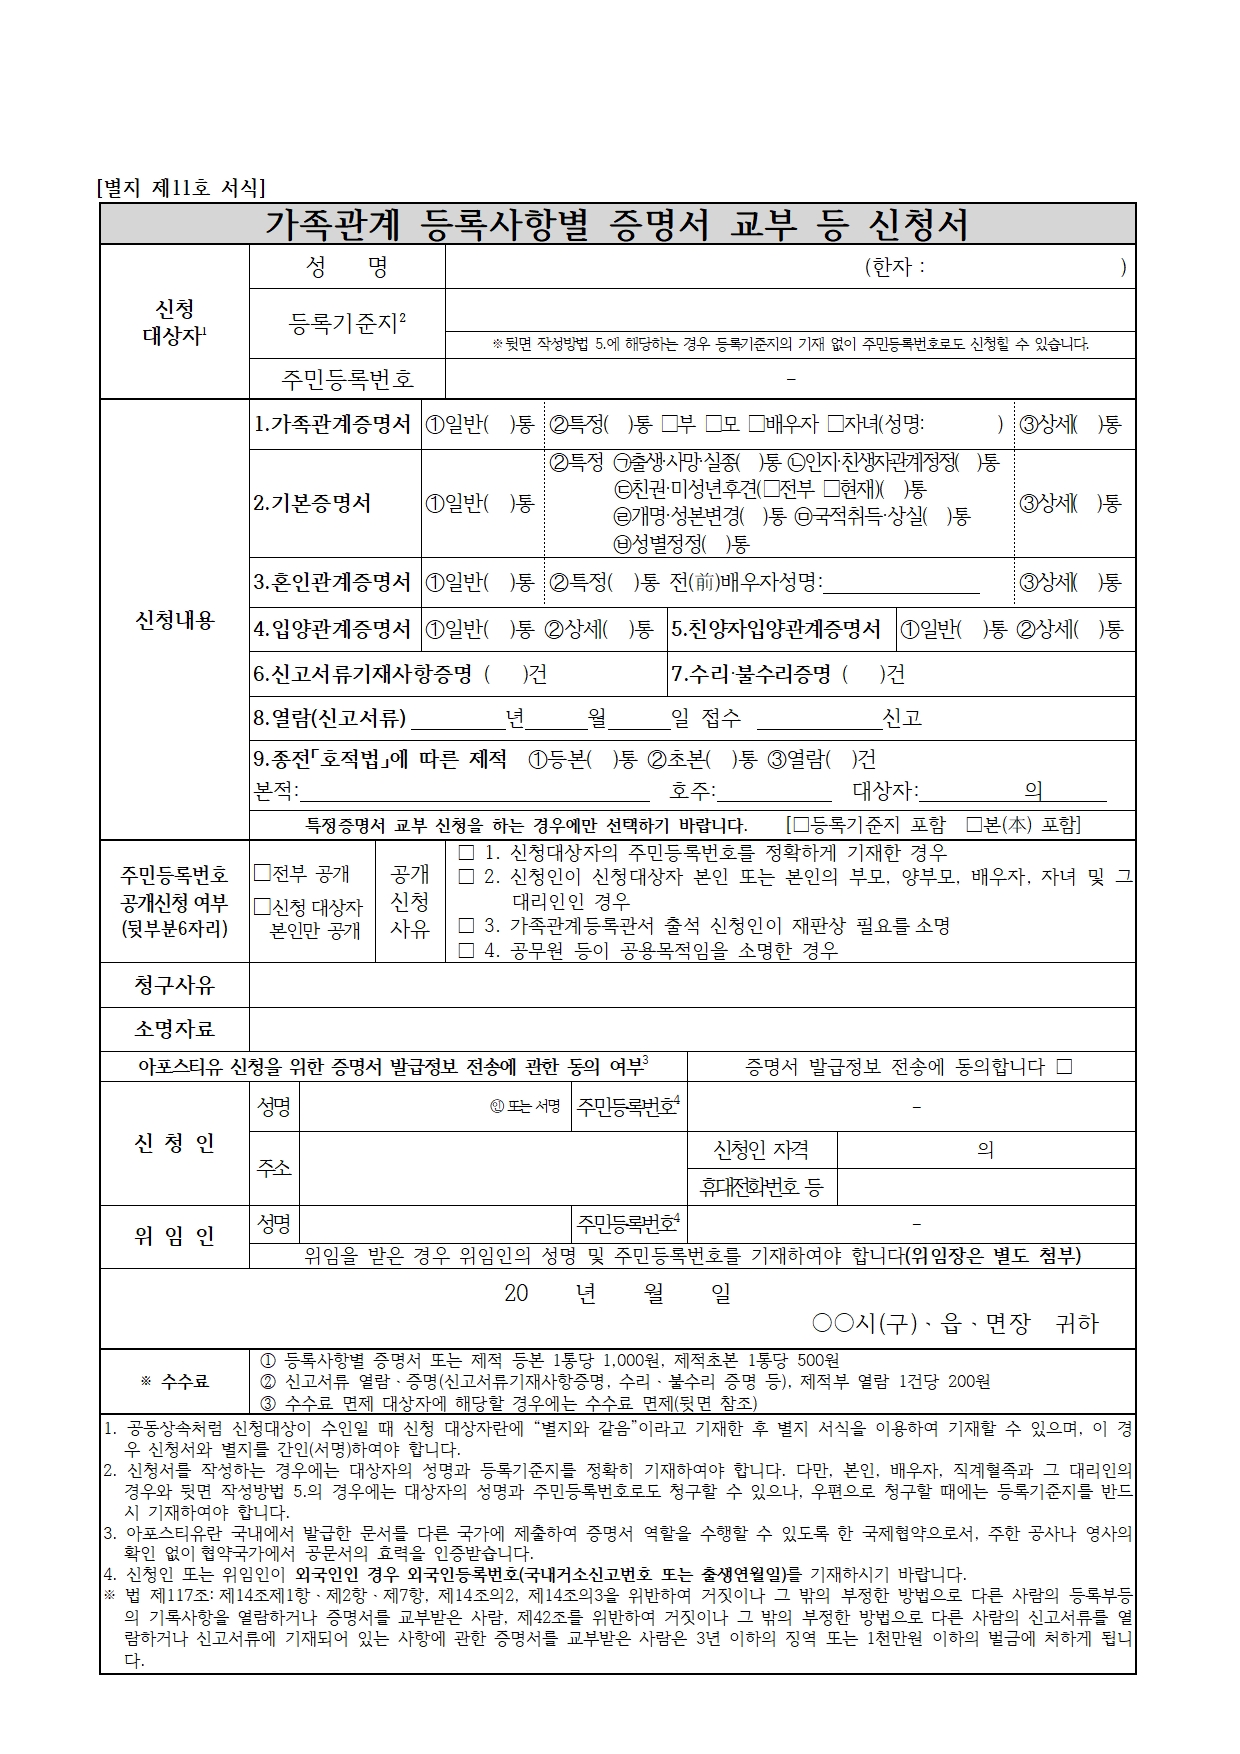 [별지 제11호 서식]
가족관계 등록사항별 증명서 교부 등 신청서
신청
대상자1
성 명
(한자 : )
등록기준지2
※뒷면 작성방법 5.에 해당하는 경우 등록기준지의 기재 없이 주민등록번호로도 신청할 수 있습니다.
주민등록번호
-
신청내용
1.가족관계증명서 ①일반( )통 ②특정( )통 □부 □모 □배우자 □자녀(성명: ) ③상세( )통
2.기본증명서 ①일반( )통
②특정 ㉠출생·사망·실종( )통 ㉡인지·친생자관계정정( )통
㉢친권·미성년후견(□전부 □현재)( )통
㉣개명·성본변경( )통 ㉤국적취득·상실( )통
㉥성별정정( )통
③상세( )통
3.혼인관계증명서 ①일반( )통 ②특정( )통 전(前)배우자성명: ③상세( )통
4.입양관계증명서 ①일반( )통 ②상세( )통 5.친양자입양관계증명서 ①일반( )통 ②상세( )통
6.신고서류기재사항증명 ( )건 7.수리·불수리증명 ( )건
8.열람(신고서류) 년 월 일 접수 신고
9.종전｢호적법｣에 따른 제적 ①등본( )통 ②초본( )통 ③열람( )건
본적: 호주: 대상자: 의
특정증명서 교부 신청을 하는 경우에만 선택하기 바랍니다. [□등록기준지 포함 □본(本) 포함]
주민등록번호
공개신청 여부
(뒷부분6자리)
□전부 공개
□신청 대상자
본인만 공개
공개
신청
사유
□ 1. 신청대상자의 주민등록번호를 정확하게 기재한 경우
□ 2. 신청인이 신청대상자 본인 또는 본인의 부모, 양부모, 배우자, 자녀 및 그
대리인인 경우
□ 3. 가족관계등록관서 출석 신청인이 재판상 필요를 소명
□ 4. 공무원 등이 공용목적임을 소명한 경우
청구사유
소명자료
아포스티유 신청을 위한 증명서 발급정보 전송에 관한 동의 여부3
증명서 발급정보 전송에 동의합니다 □
신 청 인
성명 ㊞ 또는 서명 주민등록번호4 -
주소
신청인 자격 의
휴대전화번호 등
위 임 인
성명 주민등록번호4 -
위임을 받은 경우 위임인의 성명 및 주민등록번호를 기재하여야 합니다(위임장은 별도 첨부)
20 년 월 일
○○시(구)、읍、면장 귀하
※ 수수료
① 등록사항별 증명서 또는 제적 등본 1통당 1,000원, 제적초본 1통당 500원
② 신고서류 열람、증명(신고서류기재사항증명, 수리、불수리 증명 등), 제적부 열람 1건당 200원
③ 수수료 면제 대상자에 해당할 경우에는 수수료 면제(뒷면 참조)
1. 공동상속처럼 신청대상이 수인일 때 신청 대상자란에 “별지와 같음”이라고 기재한 후 별지 서식을 이용하여 기재할 수 있으며, 이 경
우 신청서와 별지를 간인(서명)하여야 합니다.
2. 신청서를 작성하는 경우에는 대상자의 성명과 등록기준지를 정확히 기재하여야 합니다. 다만, 본인, 배우자, 직계혈족과 그 대리인의
경우와 뒷면 작성방법 5.의 경우에는 대상자의 성명과 주민등록번호로도 청구할 수 있으나, 우편으로 청구할 때에는 등록기준지를 반드
시 기재하여야 합니다.
3. 아포스티유란 국내에서 발급한 문서를 다른 국가에 제출하여 증명서 역할을 수행할 수 있도록 한 국제협약으로서, 주한 공사나 영사의
확인 없이 협약국가에서 공문서의 효력을 인증받습니다.
4. 신청인 또는 위임인이 외국인인 경우 외국인등록번호(국내거소신고번호 또는 출생연월일)를 기재하시기 바랍니다.
※ 법 제117조: 제14조제1항、제2항、제7항, 제14조의2, 제14조의3을 위반하여 거짓이나 그 밖의 부정한 방법으로 다른 사람의 등록부등
의 기록사항을 열람하거나 증명서를 교부받은 사람, 제42조를 위반하여 거짓이나 그 밖의 부정한 방법으로 다른 사람의 신고서류를 열
람하거나 신고서류에 기재되어 있는 사항에 관한 증명서를 교부받은 사람은 3년 이하의 징역 또는 1천만원 이하의 벌금에 처하게 됩니
다.